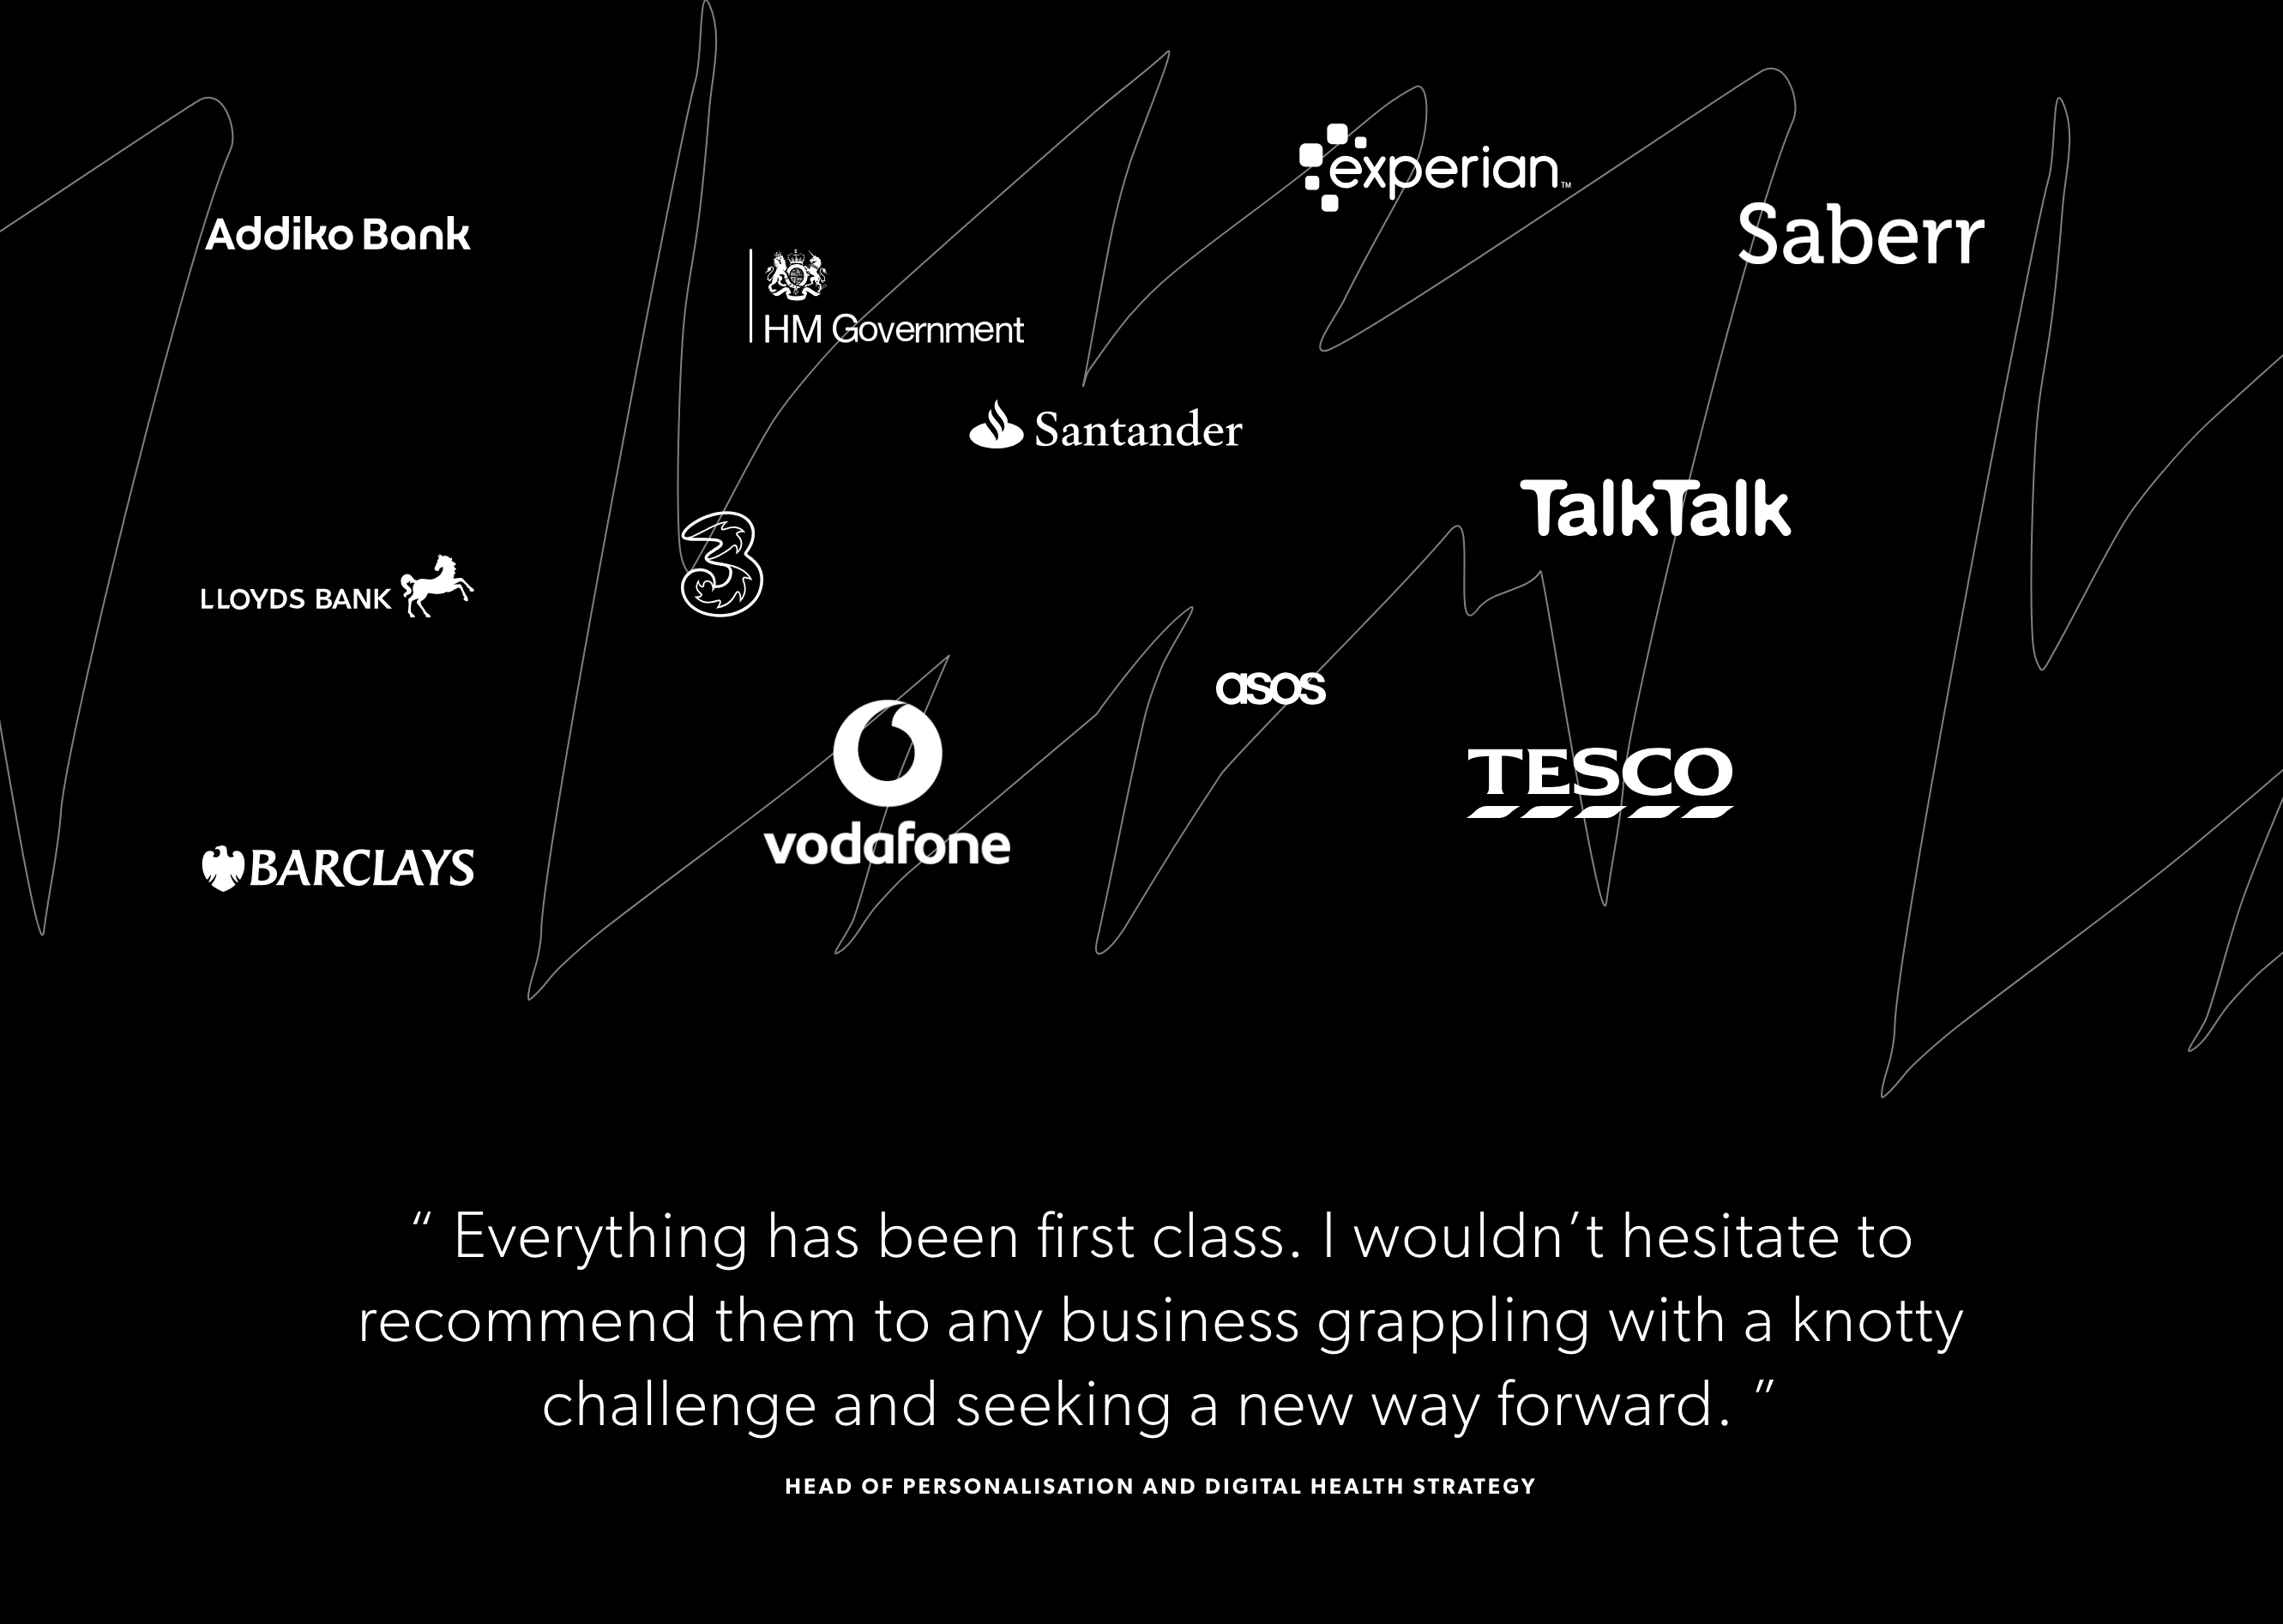 experian™
Saberr
Addiko Bank
HM Government
Santander
TalkTalk
3
LLOYDS BANK
asos
vodafone
TESCO
BARCLAYS
“ Everything has been first class. I wouldn’t hesitate to
recommend them to any business grappling with a knotty
challenge and seeking a new way forward. ”
HEAD OF PERSONALISATION AND DIGITAL HEALTH STRATEGY